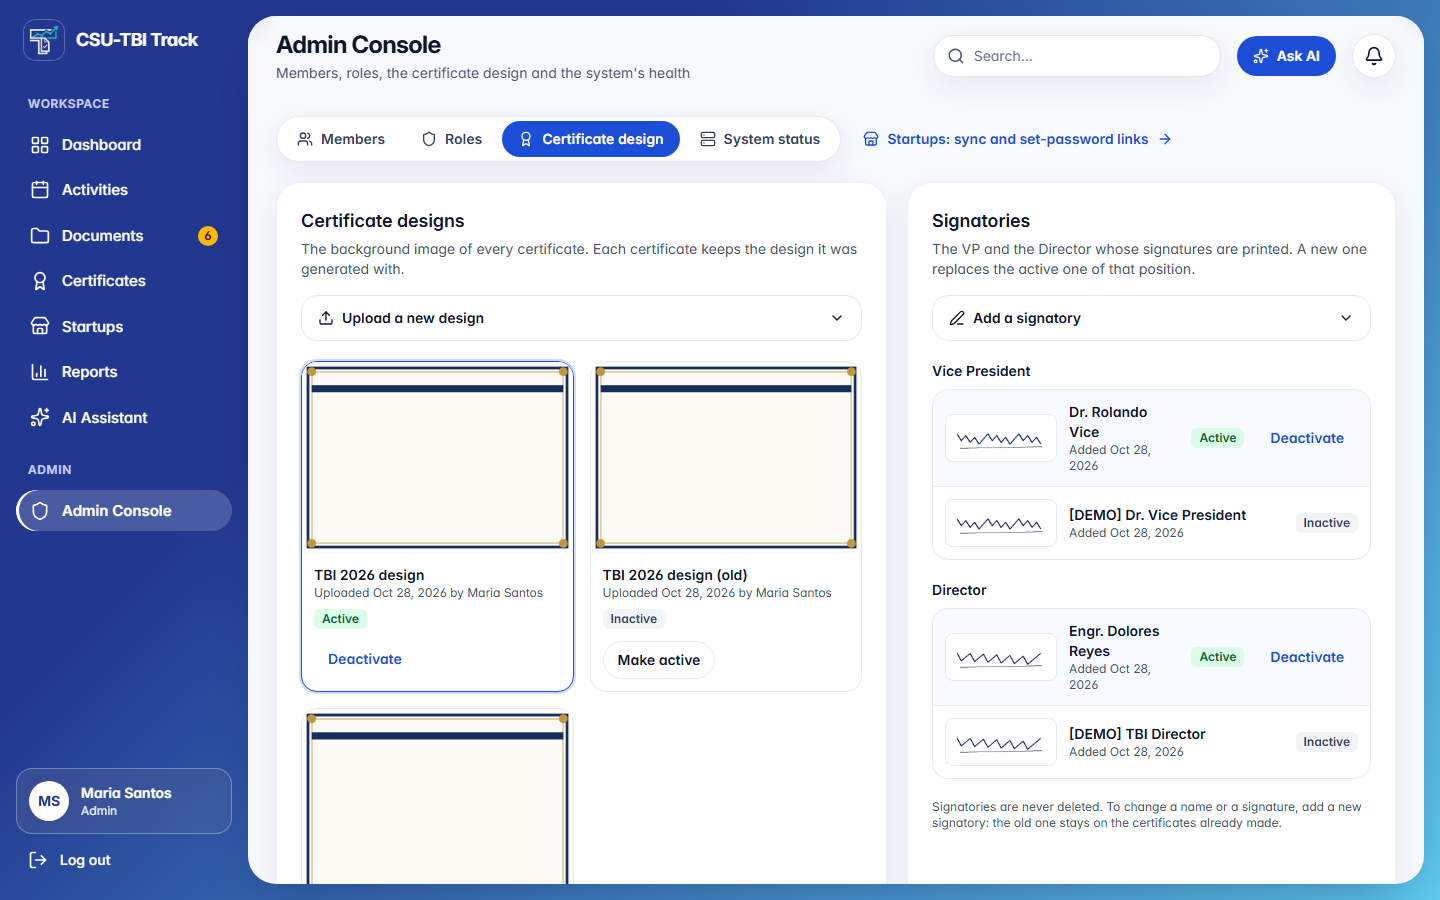 CSU-TBI Track
WORKSPACE
Dashboard
Activities
Documents
6
Certificates
Startups
Reports
AI Assistant
ADMIN
Admin Console
MS
Maria Santos
Admin
Log out
Admin Console
Members, roles, the certificate design and the system's health
Search...
Ask AI
Members
Roles
Certificate design
System status
Startups: sync and set-password links
Certificate designs
The background image of every certificate. Each certificate keeps the design it was
generated with.
Upload a new design
TBI 2026 design
Uploaded Oct 28, 2026 by Maria Santos
Active
Deactivate
TBI 2026 design (old)
Uploaded Oct 28, 2026 by Maria Santos
Inactive
Make active
Signatories
The VP and the Director whose signatures are printed. A new one
replaces the active one of that position.
Add a signatory
Vice President
Dr. Rolando
Vice
Added Oct 28,
2026
Active
Deactivate
[DEMO] Dr. Vice President
Added Oct 28, 2026
Inactive
Director
Engr. Dolores
Reyes
Added Oct 28,
2026
Active
Deactivate
[DEMO] TBI Director
Added Oct 28, 2026
Inactive
Signatories are never deleted. To change a name or a signature, add a new
signatory: the old one stays on the certificates already made.